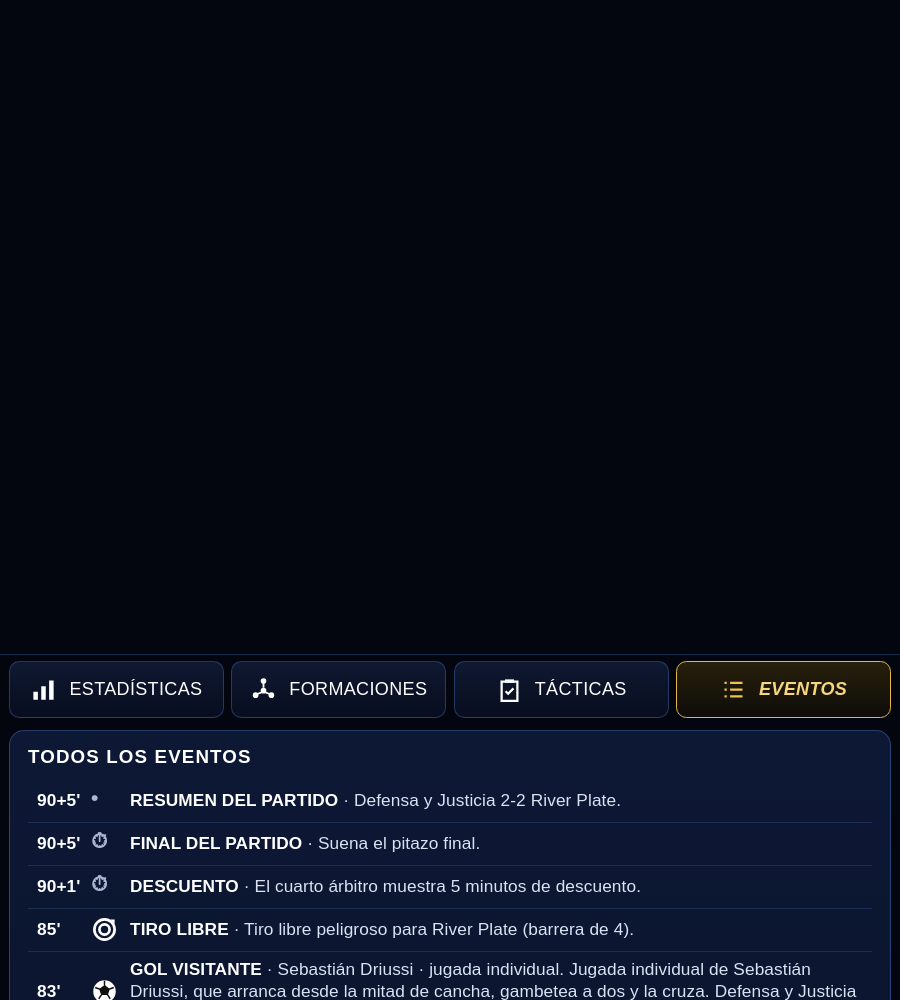 ESTADÍSTICAS
FORMACIONES
TÁCTICAS
EVENTOS
TODOS LOS EVENTOS
90+5' • RESUMEN DEL PARTIDO · Defensa y Justicia 2-2 River Plate.
90+5' ⏱ FINAL DEL PARTIDO · Suena el pitazo final.
90+1' ⏱ DESCUENTO · El cuarto árbitro muestra 5 minutos de descuento.
85' TIRO LIBRE · Tiro libre peligroso para River Plate (barrera de 4).
GOL VISITANTE · Sebastián Driussi · jugada individual. Jugada individual de Sebastián
83' Driussi, que arranca desde la mitad de cancha, gambetea a dos y la cruza. Defensa y Justicia